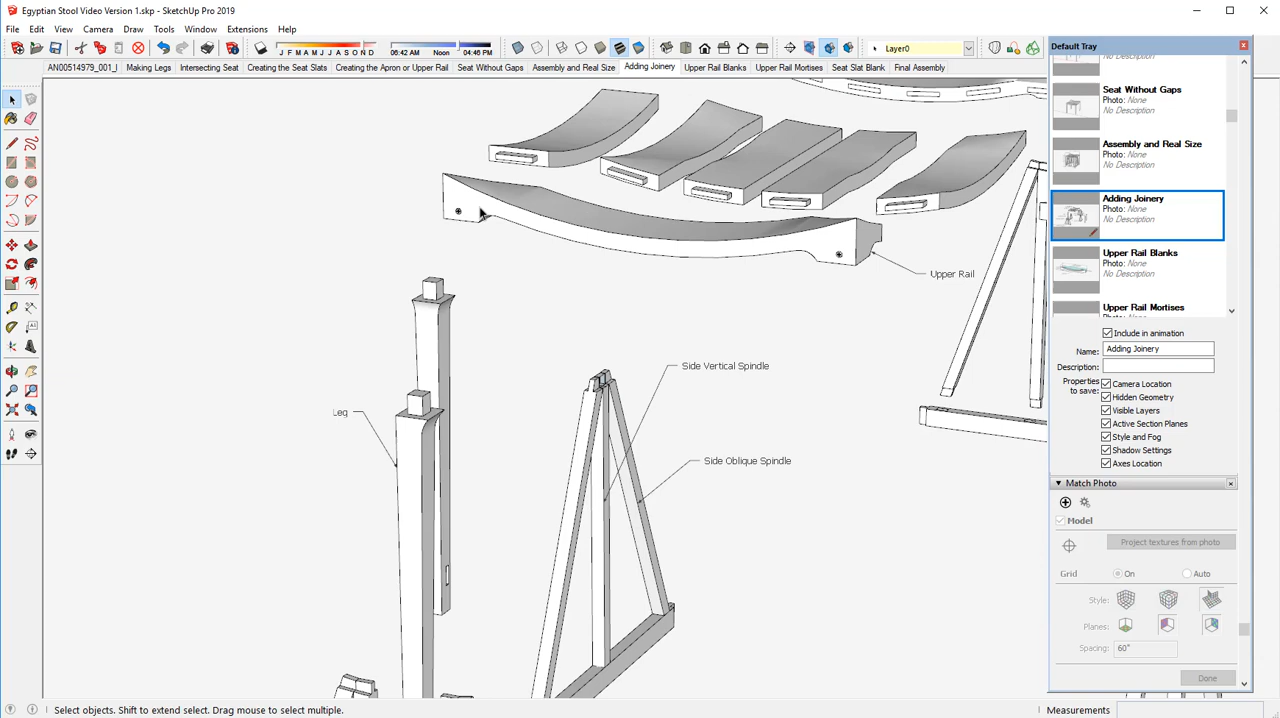 Egyptian Stool Video Version 1.skp - SketchUp Pro 2019
File Edit View Camera Draw Tools Window Extensions Help
J F M A M J J A S O N D
06:42 AM Noon 04:46 PM
Layer0
AN00514979_001_l Making Legs Intersecting Seat Creating the Seat Slats Creating the Apron or Upper Rail Seat Without Gaps Assembly and Real Size Adding Joinery Upper Rail Blanks Upper Rail Mortises Seat Slat Blank Final Assembly
Default Tray
No Description
Seat Without Gaps
Photo: None
No Description
Assembly and Real Size
Photo: None
No Description
Adding Joinery
Photo: None
No Description
Upper Rail Blanks
Photo: None
No Description
Upper Rail Mortises
Include in animation
Name: Adding Joinery
Description:
Properties to save:
Camera Location
Hidden Geometry
Visible Layers
Active Section Planes
Style and Fog
Shadow Settings
Axes Location
Match Photo
Model
Project textures from photo
Grid On Auto
Style:
Planes:
Spacing: 60°
Done
Upper Rail
Side Vertical Spindle
Leg
Side Oblique Spindle
Select objects. Shift to extend select. Drag mouse to select multiple.
Measurements